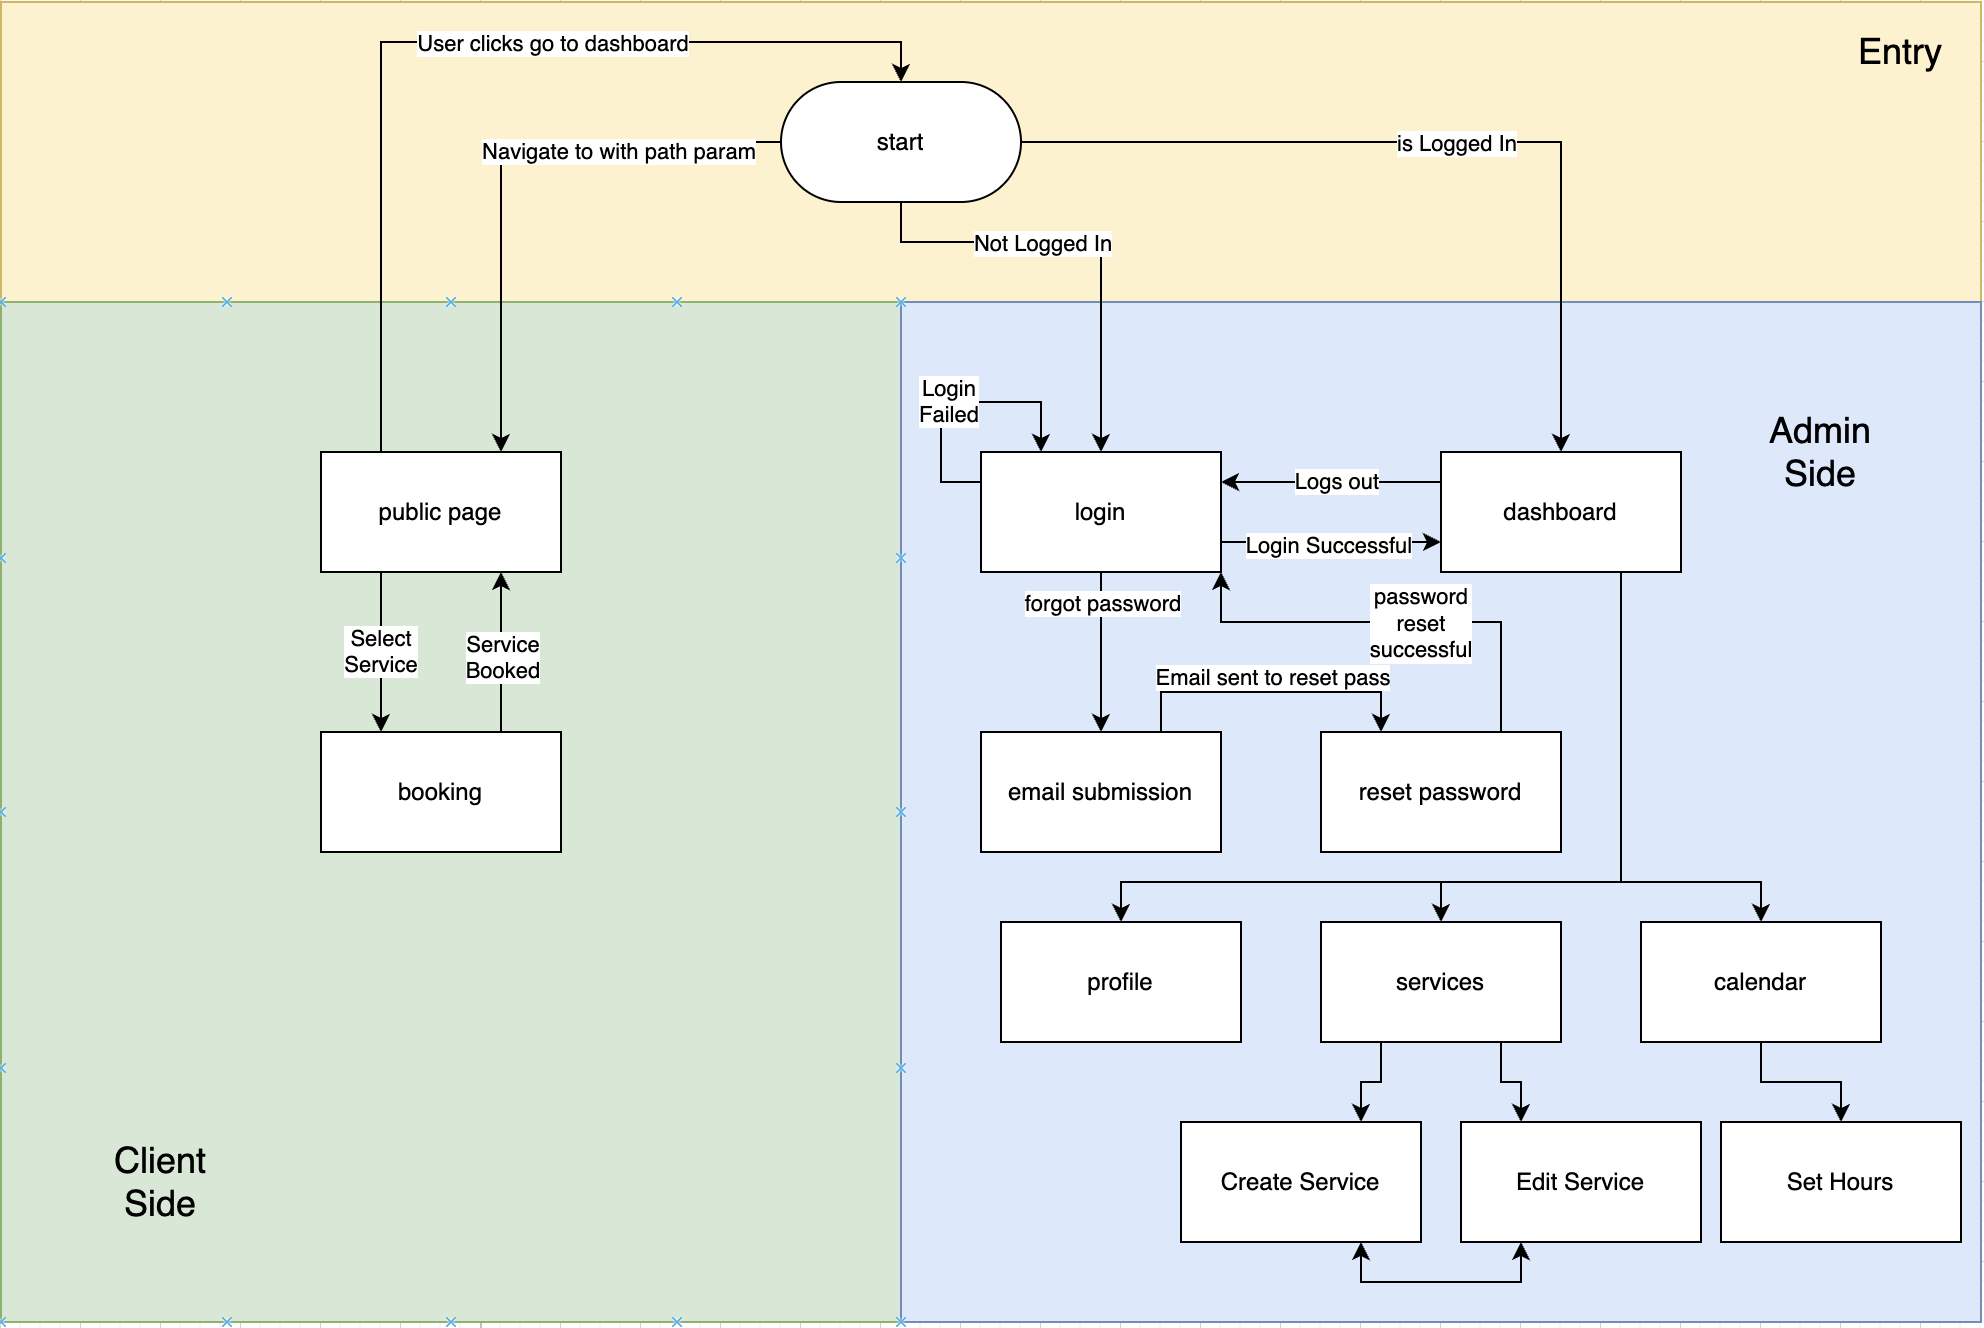 User clicks go to dashboard
Entry
start
Navigate to with path param
is Logged In
Not Logged In
Login
Failed
Admin
Side
public page
login
Logs out
dashboard
Login Successful
forgot password
password
reset
successful
Select
Service
Service
Booked
Email sent to reset pass
booking
email submission
reset password
profile
services
calendar
Client
Side
Create Service
Edit Service
Set Hours